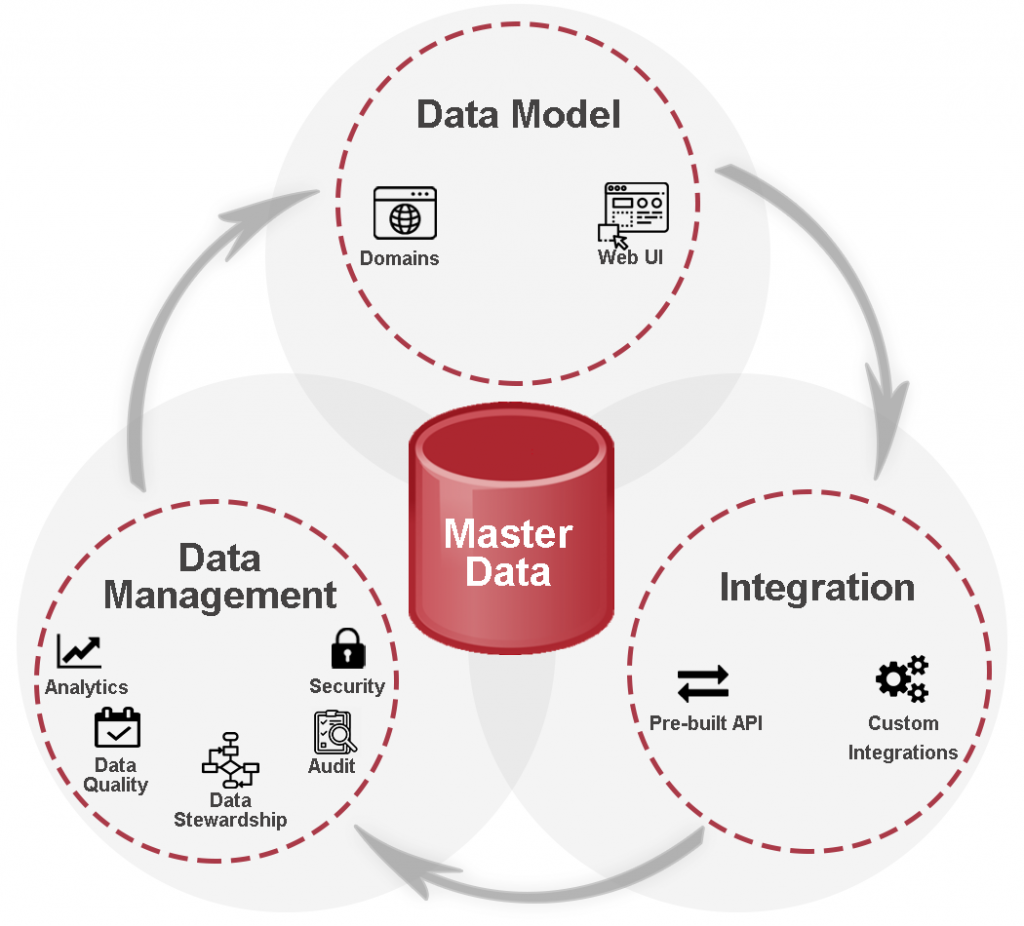 Data Model
Domains
Web UI
Master
Data
Data
Management
Analytics
Security
Data
Quality
Data
Stewardship
Audit
Integration
Pre-built API
Custom
Integrations